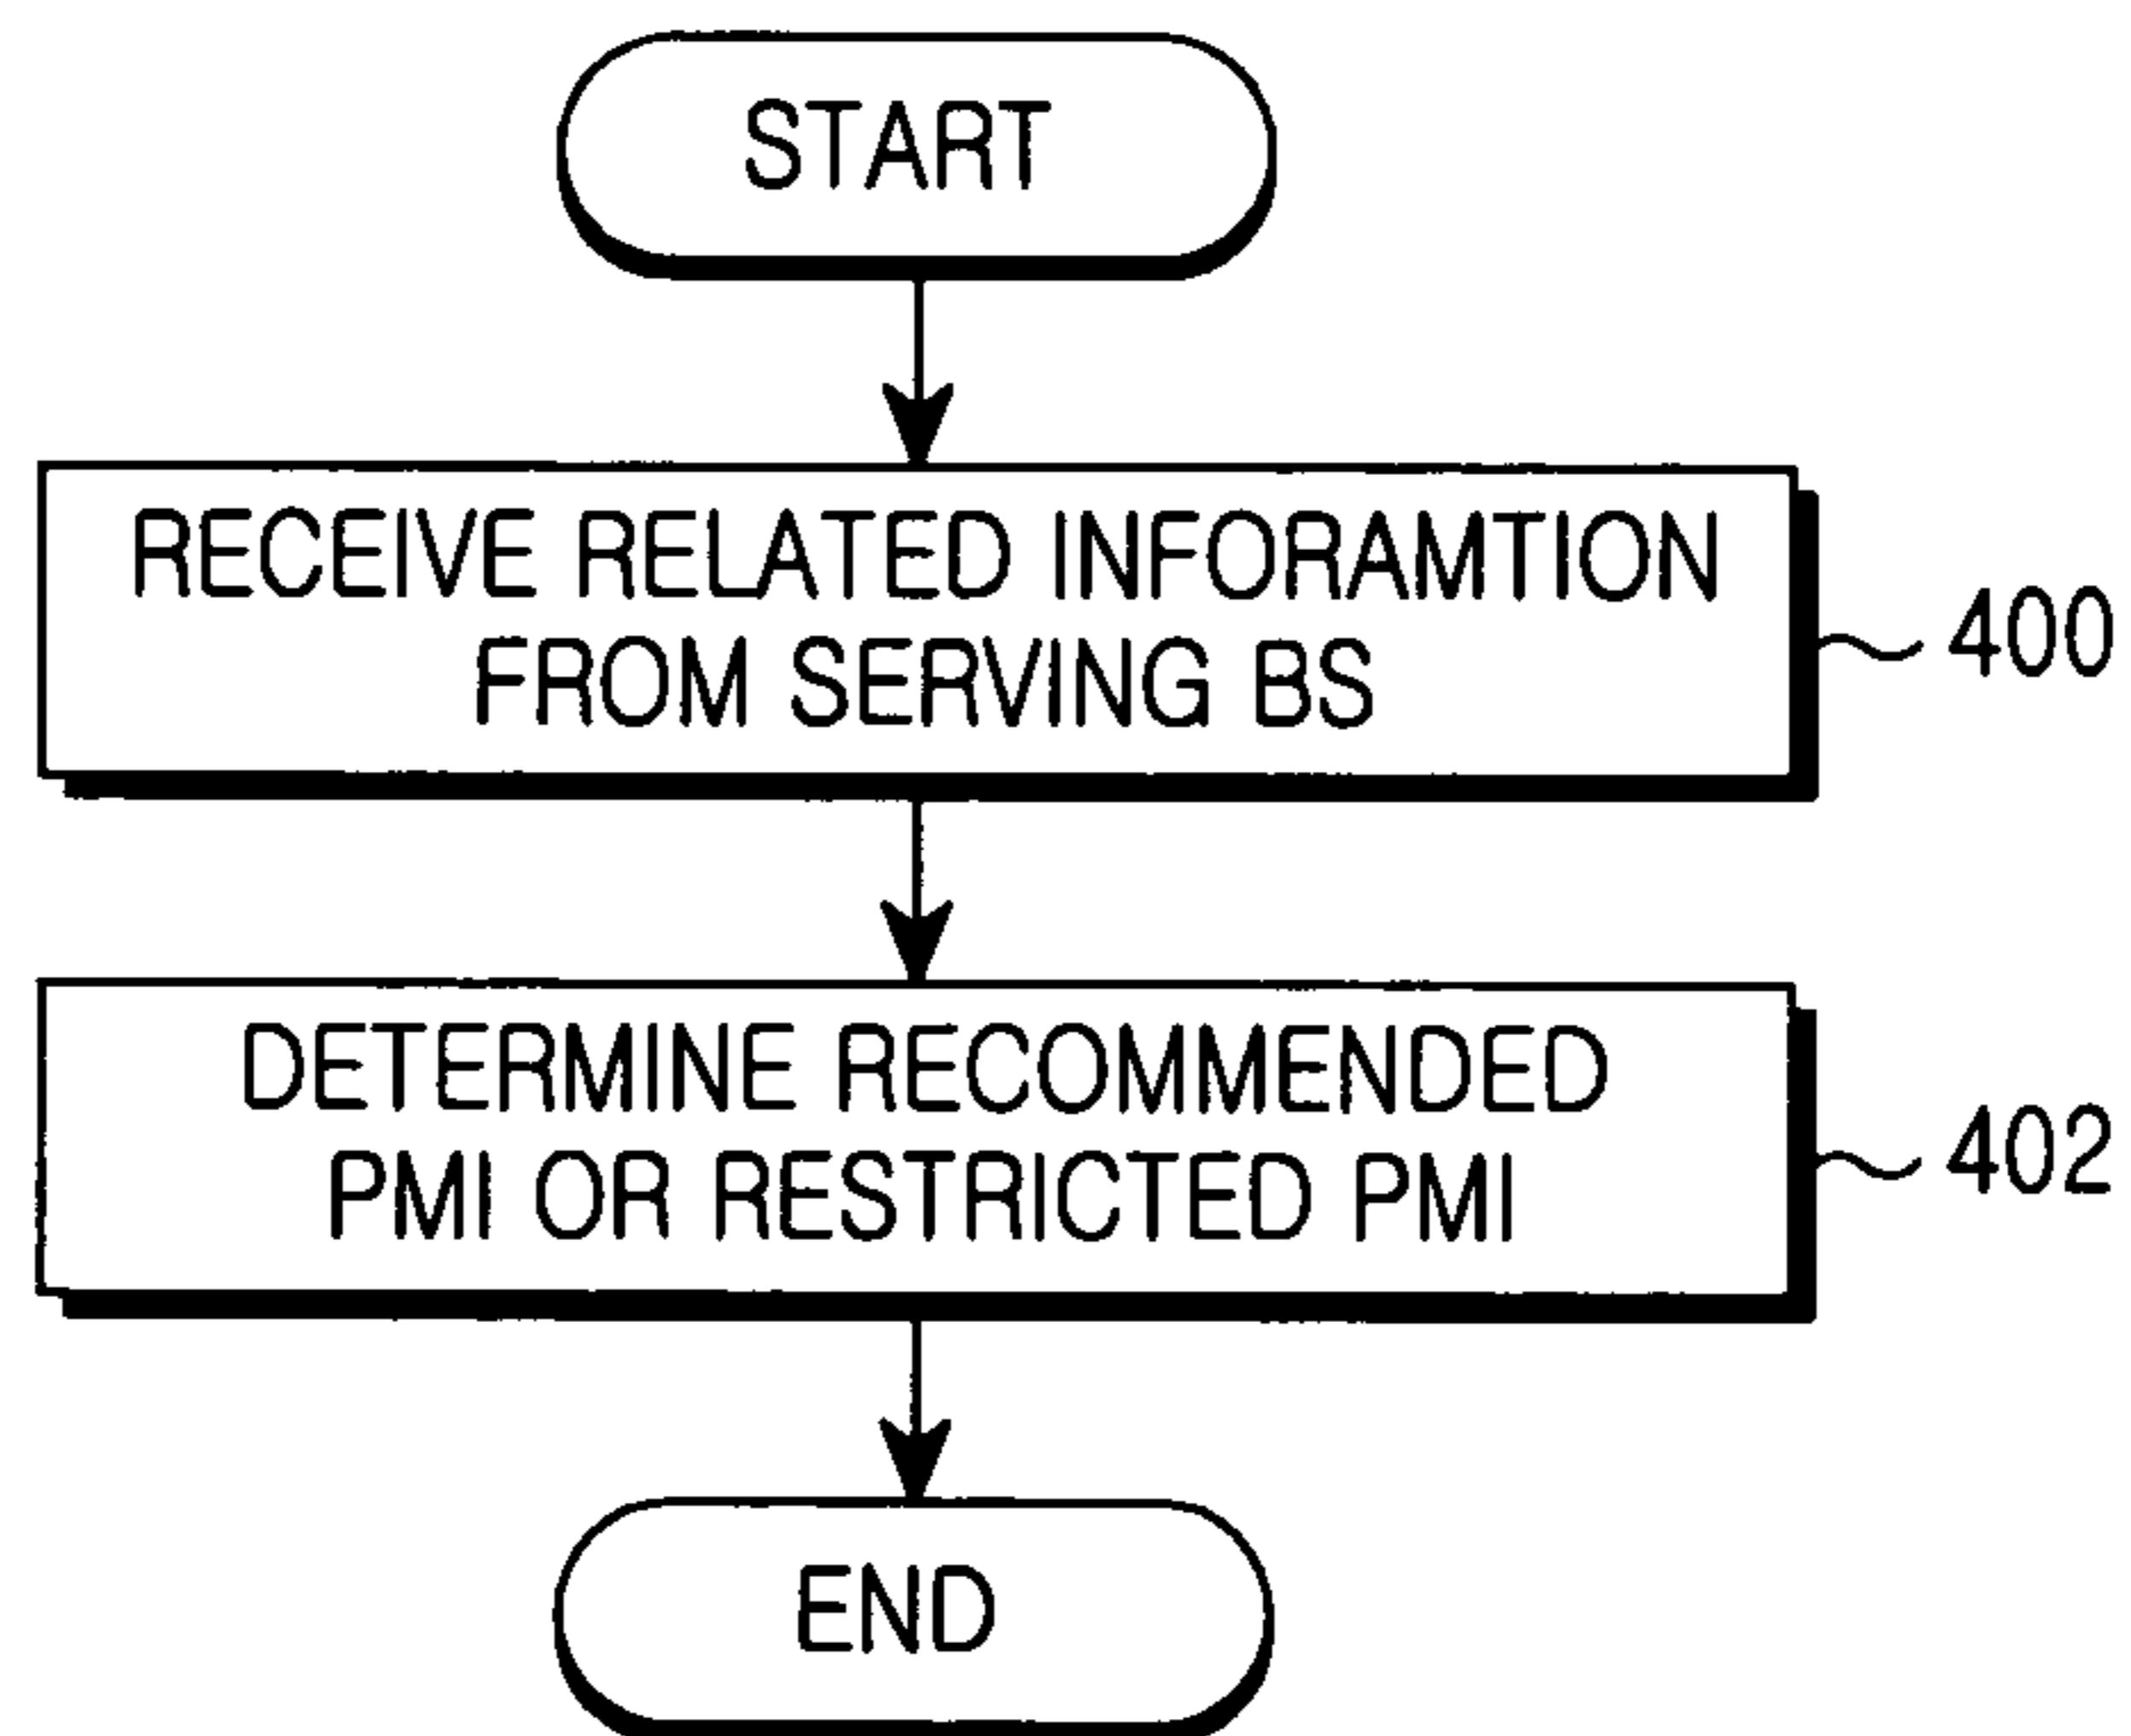 START
RECEIVE RELATED INFORAMTION
FROM SERVING BS
400
DETERMINE RECOMMENDED
PMI OR RESTRICTED PMI
402
END